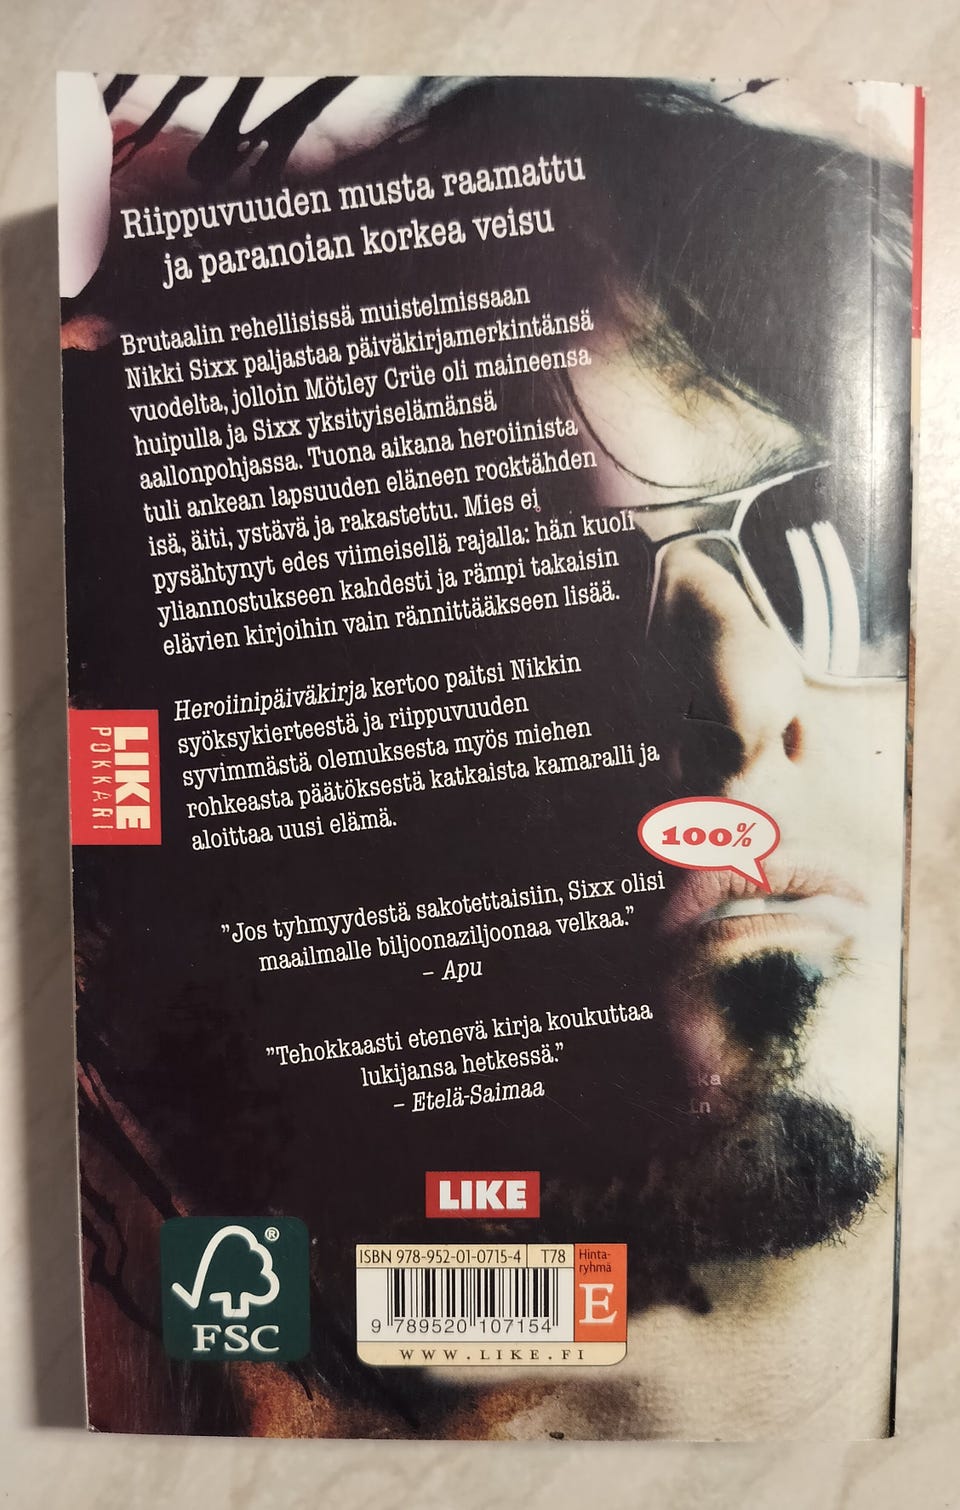 Riippuvuuden musta raamattu
ja paranoian korkea veisu
Brutaalin rehellisissä muistelmissaan
Nikki Sixx paljastaa päiväkirjamerkintänsä
vuodelta, jolloin Mötley Crüe oli maineensa
huipulla ja Sixx yksityiselämänsä
aallonpohjassa. Tuona aikana heroiinista
tuli ankean lapsuuden eläneen rocktähden
isä, äiti, ystävä ja rakastettu. Mies ei
pysähtynyt edes viimeisellä rajalla: hän kuoli
yliannostukseen kahdesti ja rämpi takaisin
elävien kirjoihin vain rännittääkseen lisää.
Heroiinipäiväkirja kertoo paitsi Nikkin
syöksykierteestä ja riippuvuuden
syvimmästä olemuksesta myös miehen
rohkeasta päätöksestä katkaista kamaralli ja
aloittaa uusi elämä.
LIKE
POKKARI
100%
"Jos tyhmyydestä sakotettaisiin, Sixx olisi
maailmalle biljoonaziljoonaa velkaa."
– Apu
"Tehokkaasti etenevä kirja koukuttaa
lukijansa hetkessä."
– Etelä-Saimaa
LIKE
FSC®
ISBN 978-952-01-0715-4 T78
Hinta-
ryhmä
E
9 789520 107154
WWW.LIKE.FI